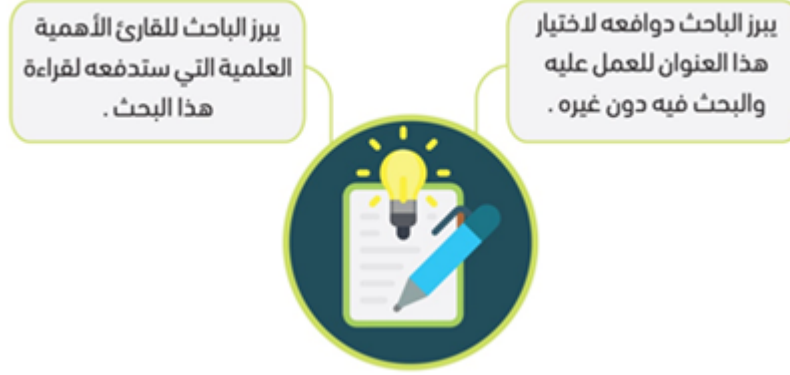 يبرز الباحث دوافعه لاختيار
هذا العنوان للعمل عليه
والبحث فيه دون غيره .
يبرز الباحث للقارئ الأهمية
العلمية التي ستدفعه لقراءة
هذا البحث .